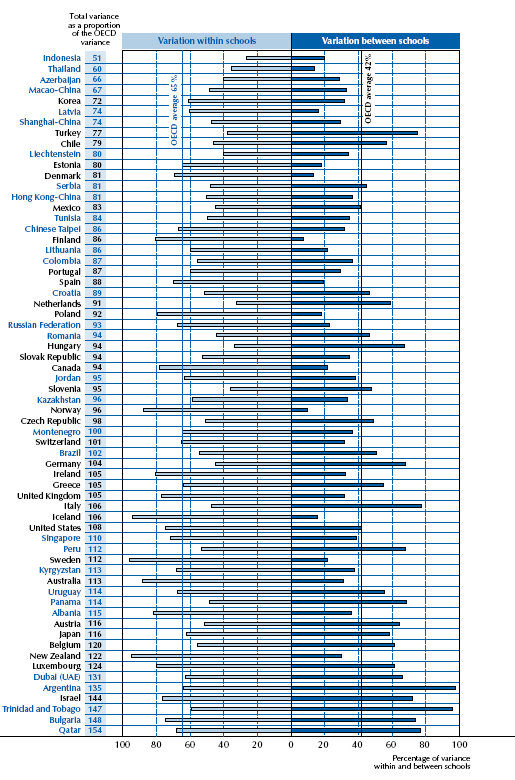 Total variance
as a proportion
of the OECD
variance
Variation within schools
Variation between schools
OECD average 65 %
OECD average 42%
Indonesia 51
Thailand 60
Azerbaijan 66
Macao-China 67
Korea 72
Latvia 74
Shanghai-China 74
Turkey 77
Chile 79
Liechtenstein 80
Estonia 80
Denmark 81
Serbia 81
Hong Kong-China 81
Mexico 83
Tunisia 84
Chinese Taipei 86
Finland 86
Lithuania 86
Colombia 87
Portugal 87
Spain 88
Croatia 89
Netherlands 91
Poland 92
Russian Federation 93
Romania 94
Hungary 94
Slovak Republic 94
Canada 94
Jordan 95
Slovenia 95
Kazakhstan 96
Norway 96
Czech Republic 98
Montenegro 100
Switzerland 101
Brazil 102
Germany 104
Ireland 105
Greece 105
United Kingdom 105
Italy 106
Iceland 106
United States 108
Singapore 110
Peru 112
Sweden 112
Kyrgyzstan 113
Australia 113
Uruguay 114
Panama 114
Albania 115
Austria 116
Japan 116
Belgium 120
New Zealand 122
Luxembourg 124
Dubai (UAE) 131
Argentina 135
Israel 144
Trinidad and Tobago 147
Bulgaria 148
Qatar 154
100 80 60 40 20 0 20 40 60 80 100
Percentage of variance
within and between schools